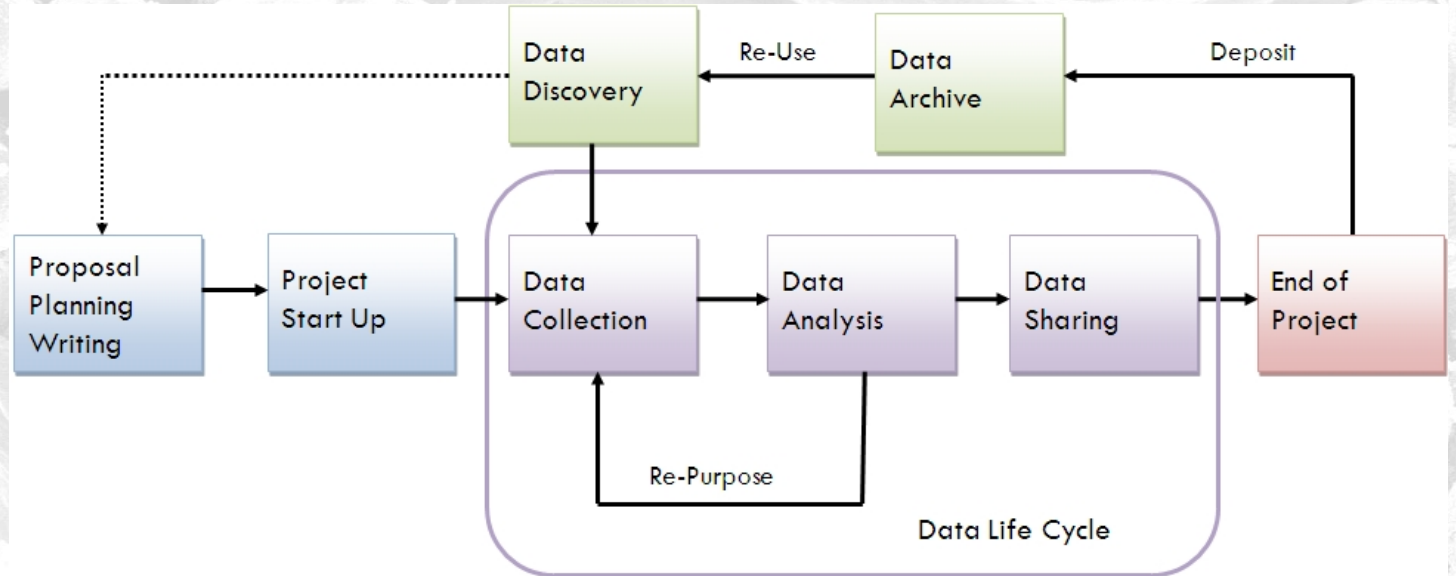 Data
Discovery
Re-Use
Data
Archive
Deposit
Proposal
Planning
Writing
Project
Start Up
Data
Collection
Data
Analysis
Data
Sharing
End of
Project
Re-Purpose
Data Life Cycle